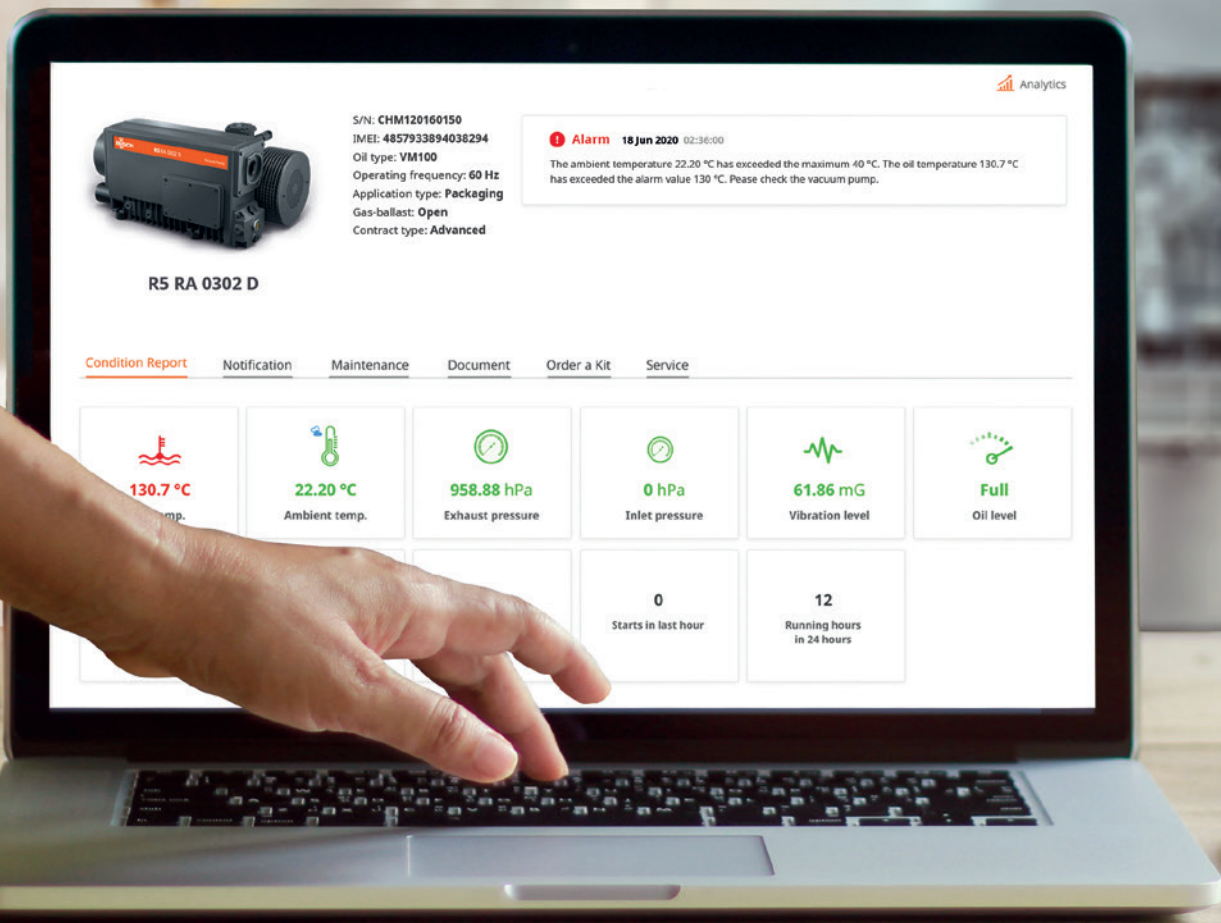 Analytics
S/N: CHM120160150
IMEI: 4857933894038294
Oil type: VM100
Operating frequency: 60 Hz
Application type: Packaging
Gas-ballast: Open
Contract type: Advanced
Alarm 18 Jun 2020 02:36:00
The ambient temperature 22.20 °C has exceeded the maximum 40 °C. The oil temperature 130.7 °C
has exceeded the alarm value 130 °C. Pease check the vacuum pump.
R5 RA 0302 D
Condition Report Notification Maintenance Document Order a Kit Service
130.7 °C 22.20 °C 958.88 hPa 0 hPa 61.86 mG Full
Ambient temp. Exhaust pressure Inlet pressure Vibration level Oil level
0 12
Starts in last hour Running hours
in 24 hours